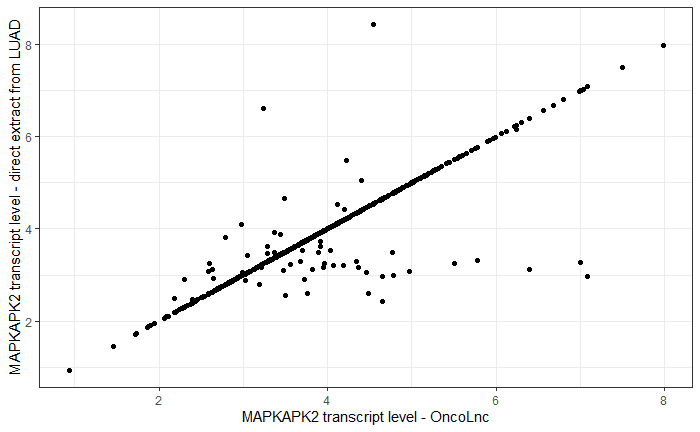 MAPKAPK2 transcript level - direct extract from LUAD
8
6
4
2
2 4 6 8
MAPKAPK2 transcript level - OncoLnc